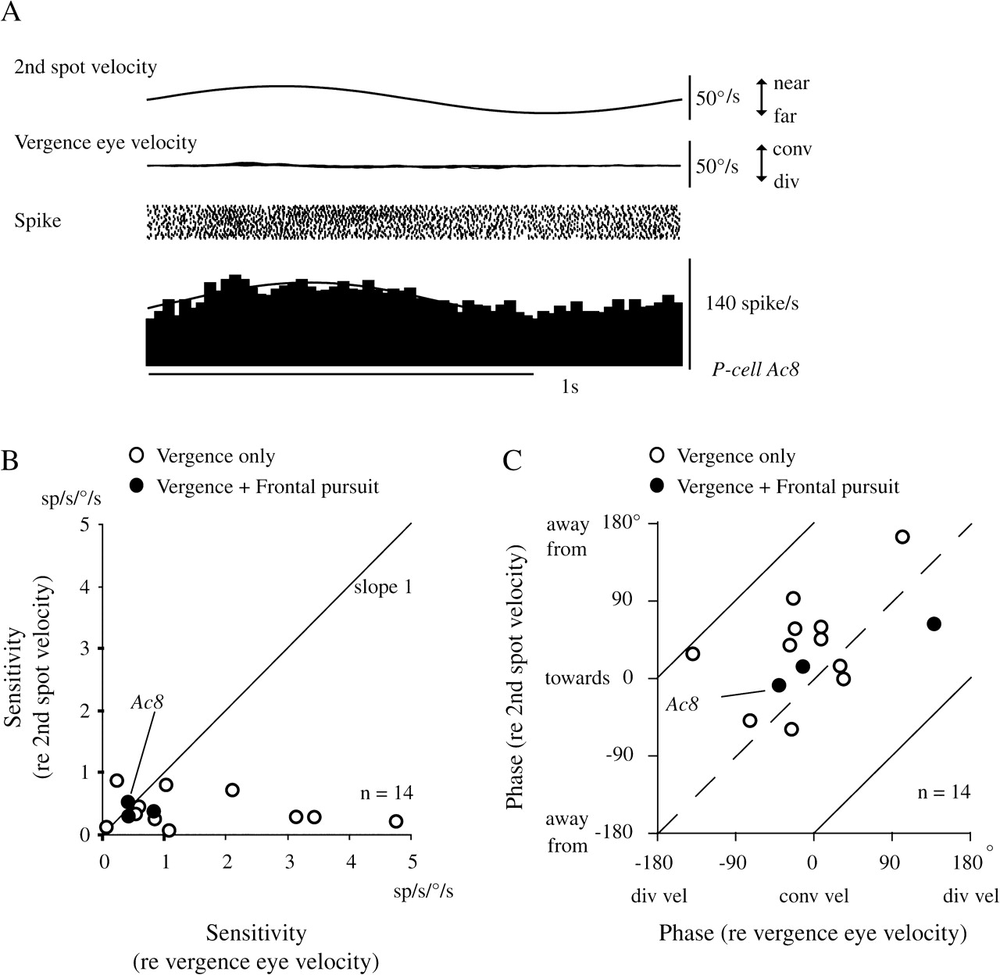 A
2nd spot velocity
50°/s
near
far
Vergence eye velocity
50°/s
conv
div
Spike
140 spike/s
P-cell Ac8
1s
B
Vergence only
Vergence + Frontal pursuit
sp/s/°/s
5
4
3
2
1
0
Sensitivity
(re 2nd spot velocity)
slope 1
Ac8
n = 14
0 1 2 3 4 5
sp/s/°/s
Sensitivity
(re vergence eye velocity)
C
Vergence only
Vergence + Frontal pursuit
away
from
180°
90
towards 0
-90
away
from
-180
Phase (re 2nd spot velocity)
Ac8
n = 14
-180 -90 0 90 180 °
div vel conv vel div vel
Phase (re vergence eye velocity)